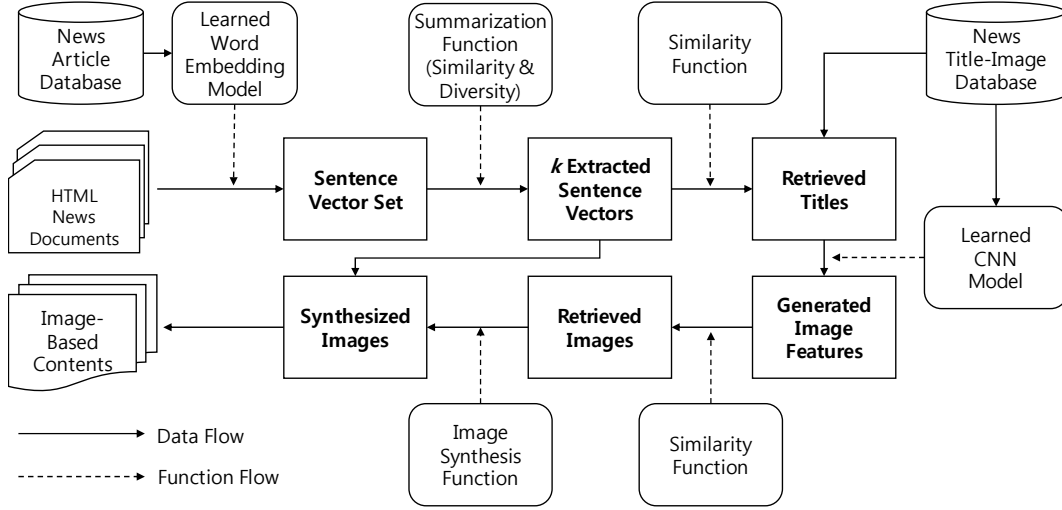 News
Article
Database
Learned
Word
Embedding
Model
Summarization
Function
(Similarity &
Diversity)
Similarity
Function
News
Title-Image
Database
HTML
News
Documents
Sentence
Vector Set
k Extracted
Sentence
Vectors
Retrieved
Titles
Learned
CNN
Model
Image-
Based
Contents
Synthesized
Images
Retrieved
Images
Generated
Image
Features
Image
Synthesis
Function
Similarity
Function
Data Flow
Function Flow